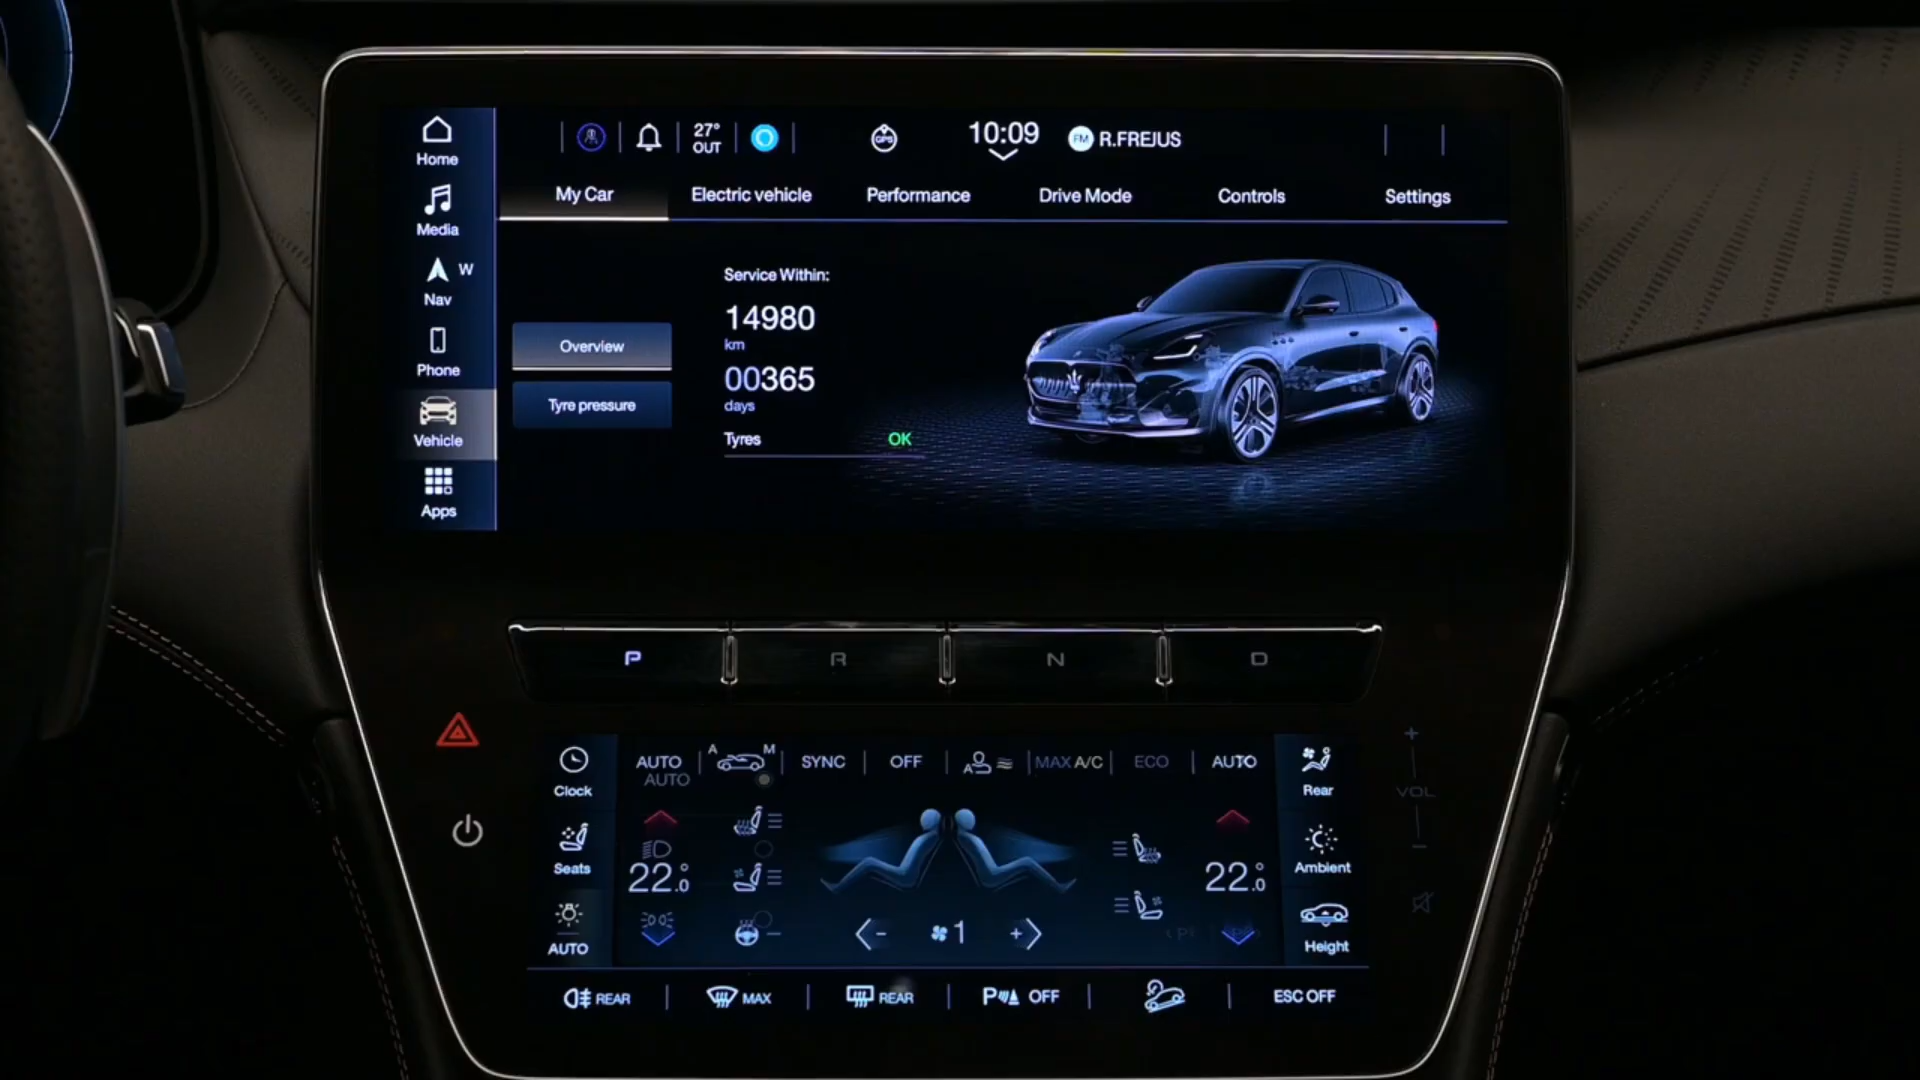 Home
Media
W
Nav
Phone
Vehicle
Apps
27°
OUT
GPS
10:09
FM R.FREJUS
My Car
Electric vehicle
Performance
Drive Mode
Controls
Settings
Overview
Tyre pressure
Service Within:
14980
km
00365
days
Tyres OK
P
R
N
D
Clock
Seats
AUTO
AUTO
AUTO
A M
SYNC
OFF
A
MAX A/C
ECO
AUTO
22.0°
1
22.0°
Rear
Ambient
Height
+
VOL
REAR
MAX
REAR
P OFF
ESC OFF